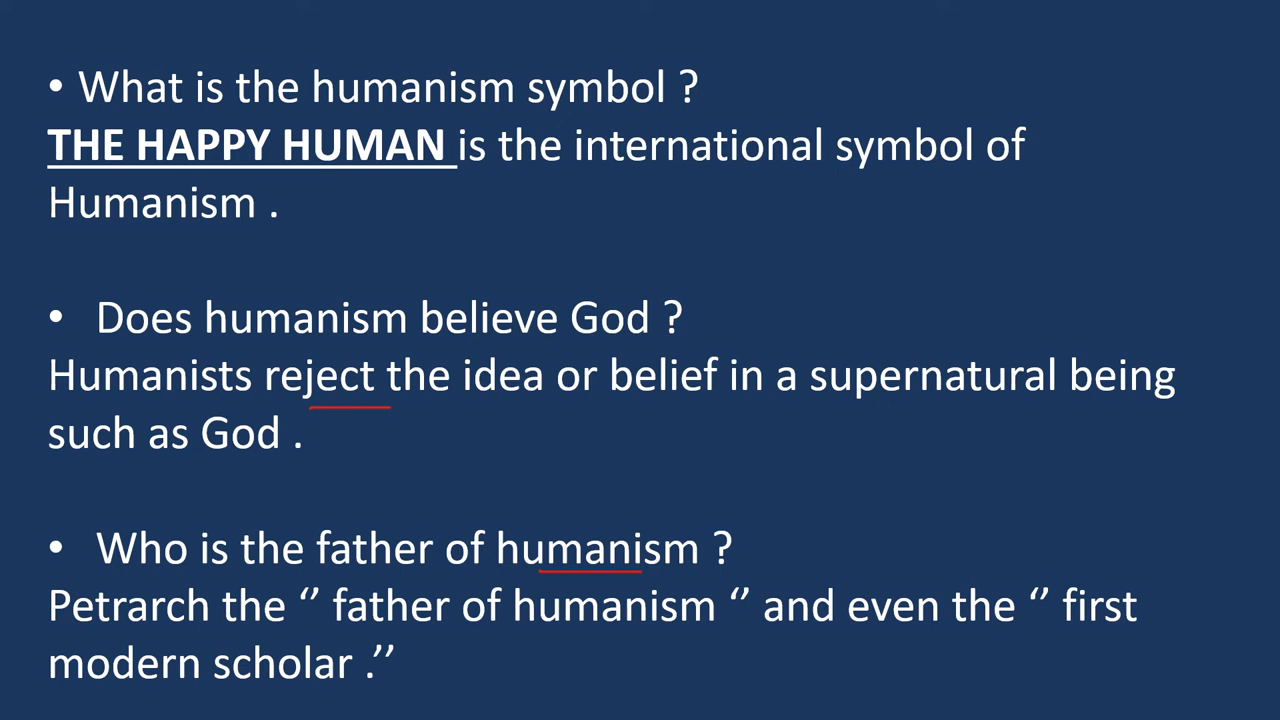 • What is the humanism symbol ?
THE HAPPY HUMAN is the international symbol of
Humanism .
• Does humanism believe God ?
Humanists reject the idea or belief in a supernatural being
such as God .
• Who is the father of humanism ?
Petrarch the ‘’ father of humanism ‘’ and even the ‘’ first
modern scholar .’’